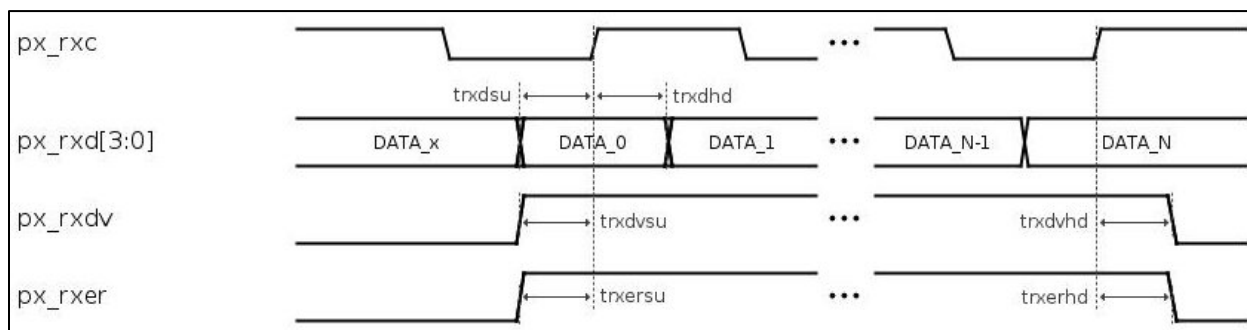 px_rxc
trxdsu
trxdhd
px_rxd[3:0]
DATA_x
DATA_0
DATA_1
DATA_N-1
DATA_N
px_rxdv
trxdvsu
trxdvhd
px_rxer
trxersu
trxerhd